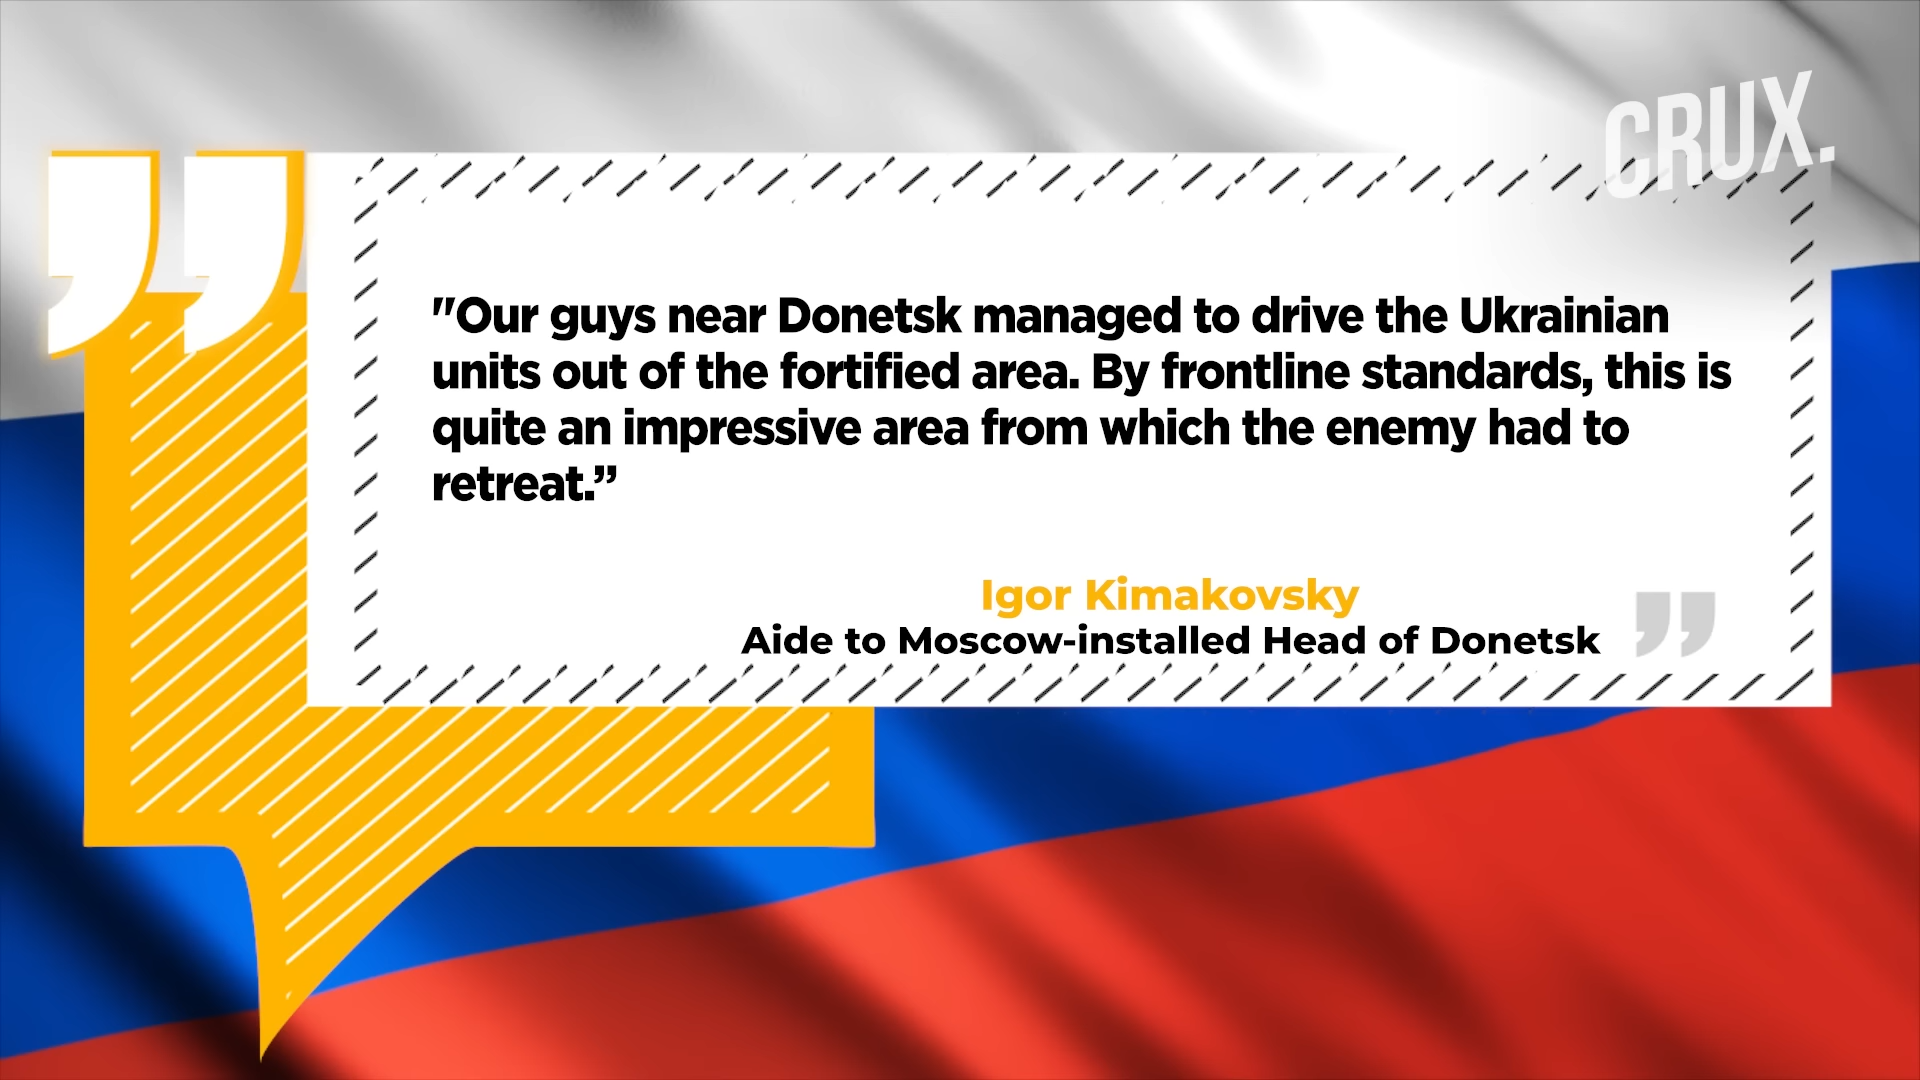 CRUX.
"Our guys near Donetsk managed to drive the Ukrainian
units out of the fortified area. By frontline standards, this is
quite an impressive area from which the enemy had to
retreat.”
Igor Kimakovsky
Aide to Moscow-installed Head of Donetsk